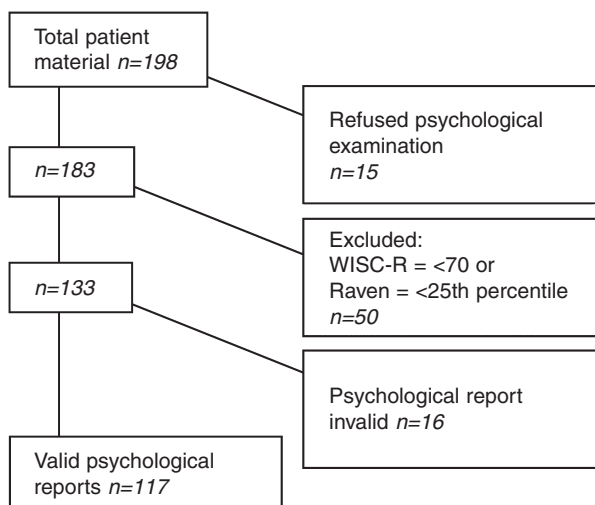 Total patient
material n=198
Refused psychological
examination
n=15
n=183
Excluded:
WISC-R = <70 or
Raven = <25th percentile
n=50
n=133
Psychological report
invalid n=16
Valid psychological
reports n=117